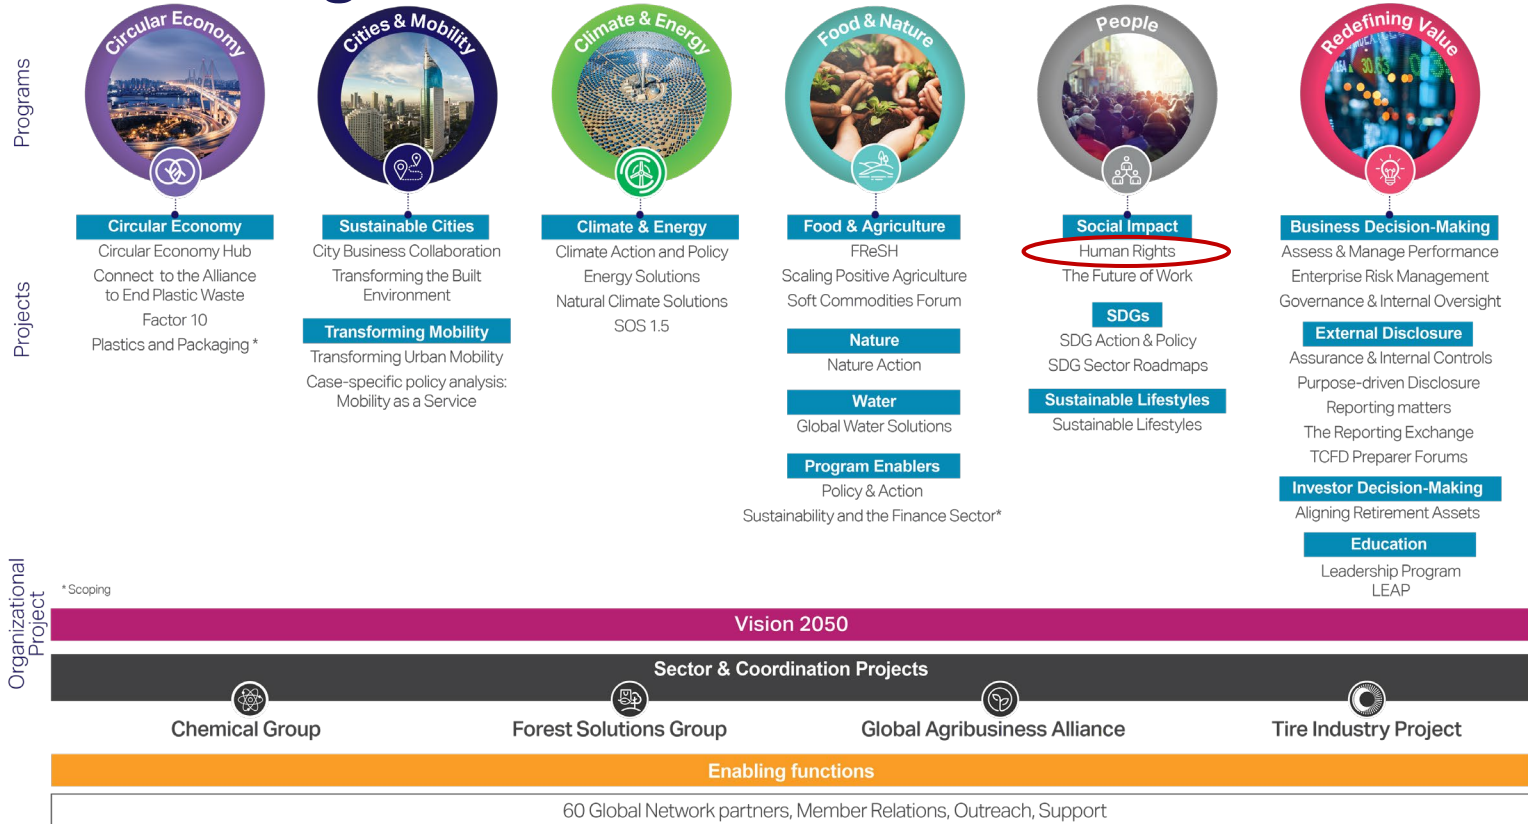 Programs
Circular Economy
Cities & Mobility
Climate & Energy
Food & Nature
People
Redefining Value
30.63
Projects
Circular Economy
Circular Economy Hub
Connect to the Alliance
to End Plastic Waste
Factor 10
Plastics and Packaging *
Sustainable Cities
City Business Collaboration
Transforming the Built
Environment
Transforming Mobility
Transforming Urban Mobility
Case-specific policy analysis:
Mobility as a Service
Climate & Energy
Climate Action and Policy
Energy Solutions
Natural Climate Solutions
SOS 1.5
Food & Agriculture
FReSH
Scaling Positive Agriculture
Soft Commodities Forum
Nature
Nature Action
Water
Global Water Solutions
Program Enablers
Policy & Action
Sustainability and the Finance Sector*
Social Impact
Human Rights
The Future of Work
SDGs
SDG Action & Policy
SDG Sector Roadmaps
Sustainable Lifestyles
Sustainable Lifestyles
Business Decision-Making
Assess & Manage Performance
Enterprise Risk Management
Governance & Internal Oversight
External Disclosure
Assurance & Internal Controls
Purpose-driven Disclosure
Reporting matters
The Reporting Exchange
TCFD Preparer Forums
Investor Decision-Making
Aligning Retirement Assets
Education
Leadership Program
LEAP
* Scoping
Organizational
Project
Vision 2050
Sector & Coordination Projects
Chemical Group
Forest Solutions Group
Global Agribusiness Alliance
Tire Industry Project
Enabling functions
60 Global Network partners, Member Relations, Outreach, Support